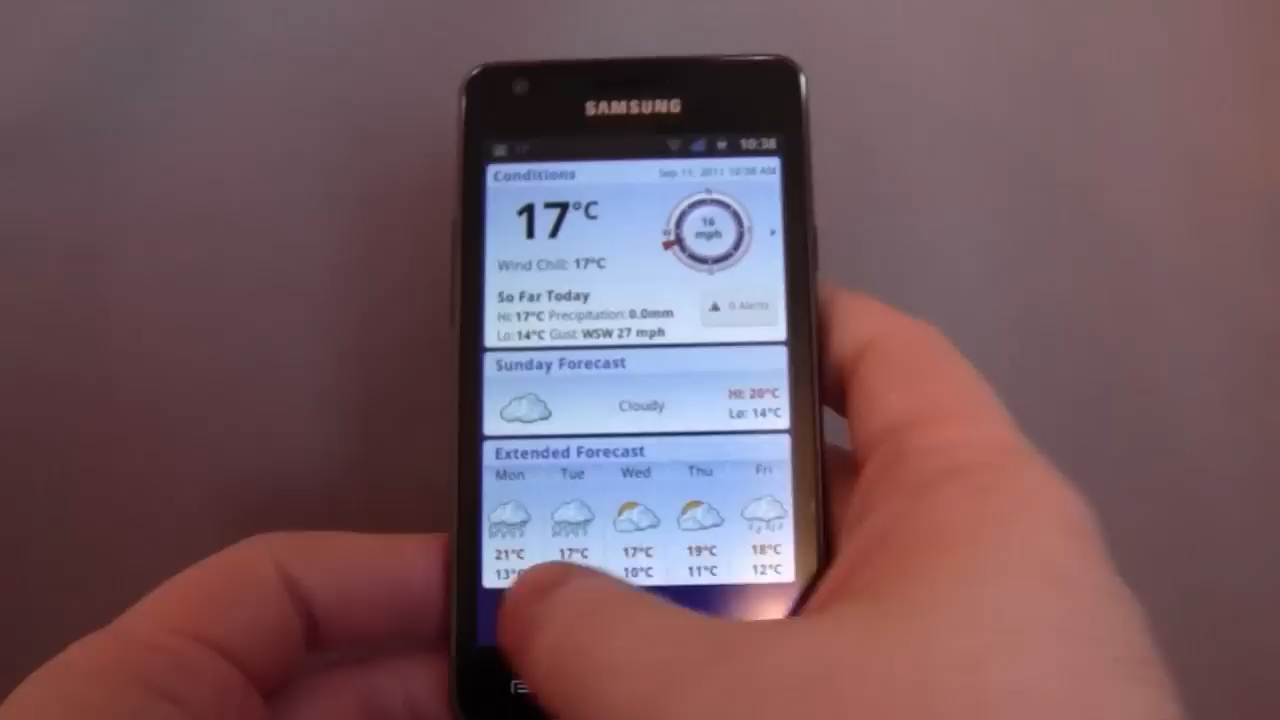 SAMSUNG
10:38
Conditions
Sep 11, 2011 10:38 AM
17°C
N
W
16
mph
Wind Chill: 17°C
So Far Today
Hi: 17°C Precipitation: 0.0mm
Lo: 14°C Gust: WSW 27 mph
0 Alerts
Sunday Forecast
Cloudy
Hi: 20°C
Lo: 14°C
Extended Forecast
Mon Tue Wed Thu Fri
21°C 17°C 17°C 19°C 18°C
13° 10°C 11°C 12°C